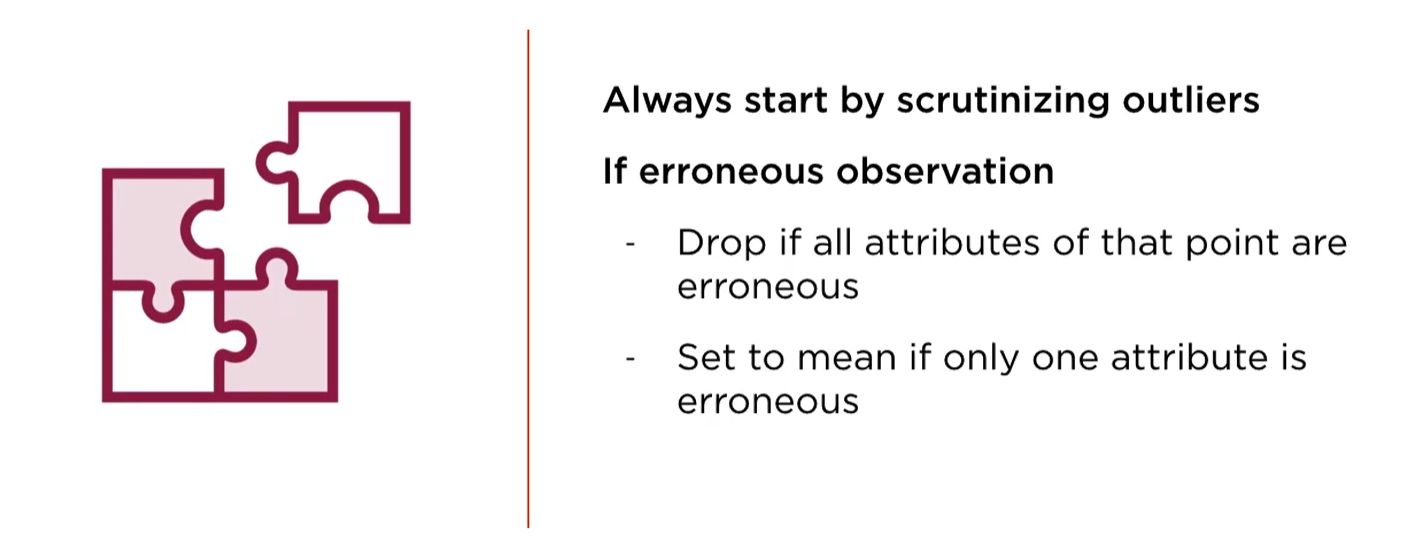 Always start by scrutinizing outliers
If erroneous observation
- Drop if all attributes of that point are
erroneous
- Set to mean if only one attribute is
erroneous